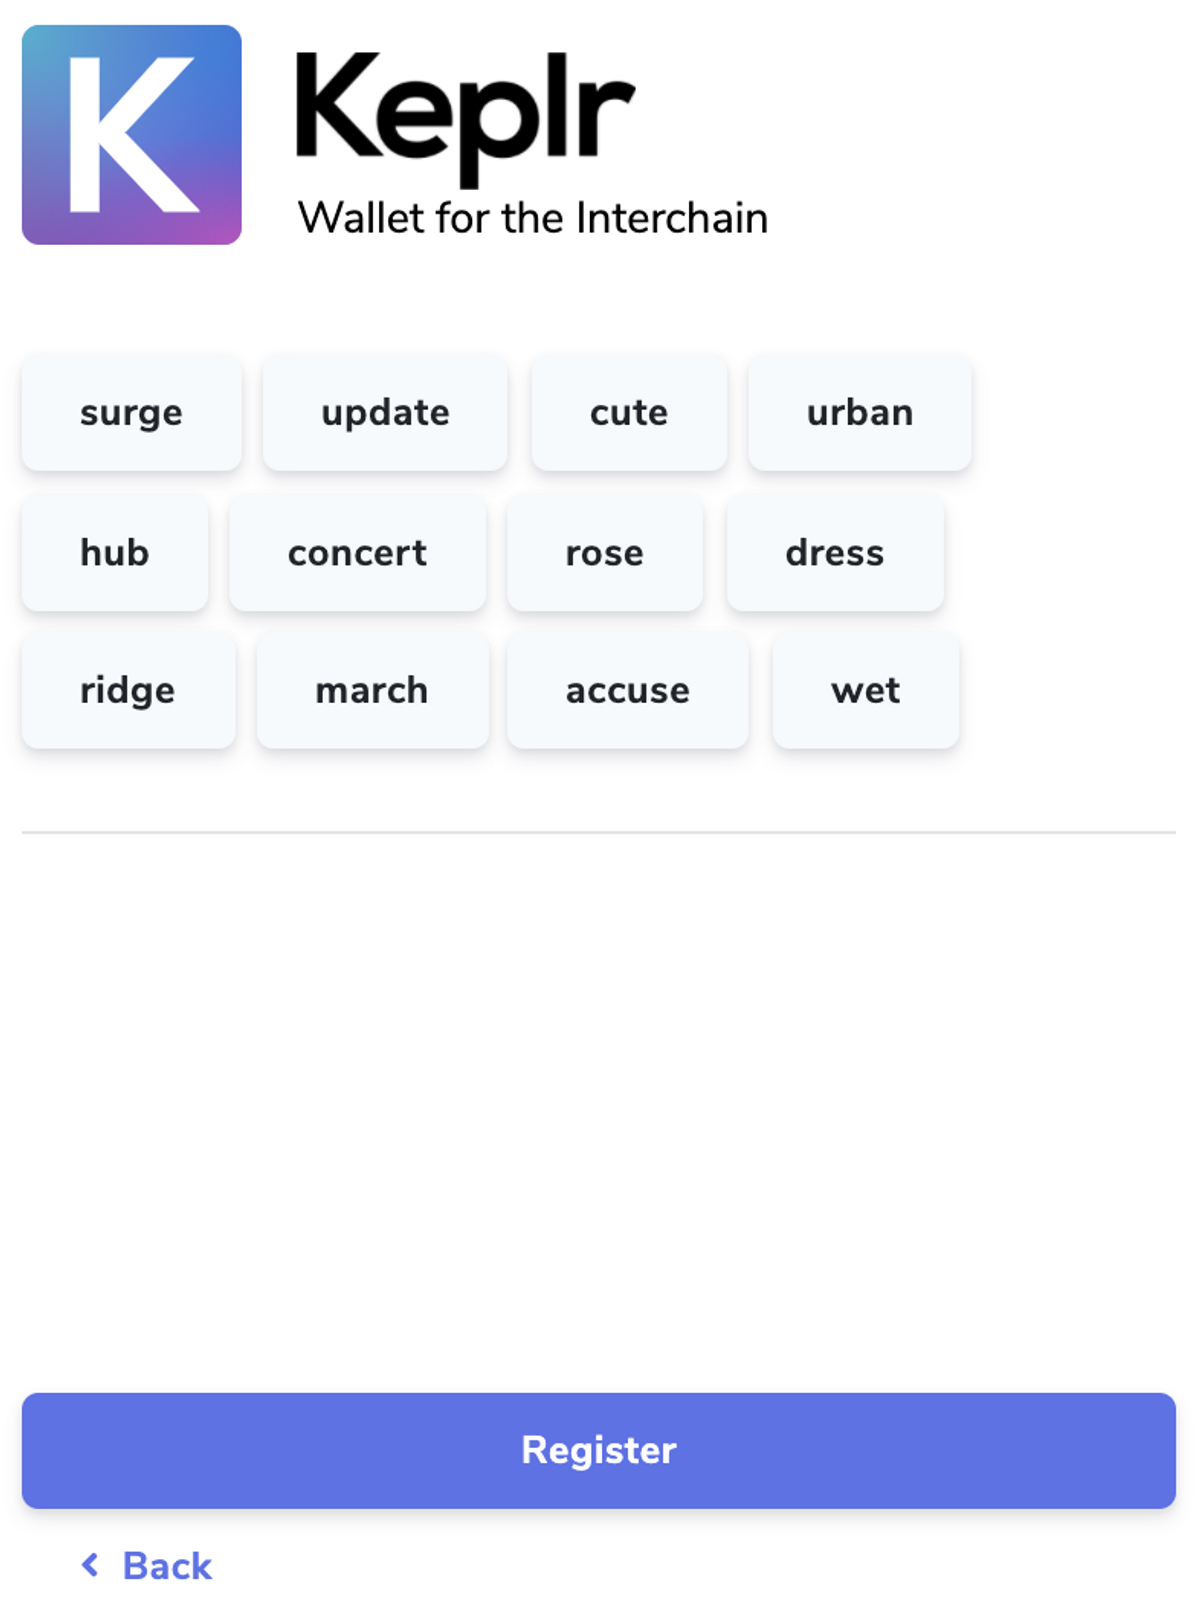 K
Keplr
Wallet for the Interchain
surge update cute urban
hub concert rose dress
ridge march accuse wet
Register
Back